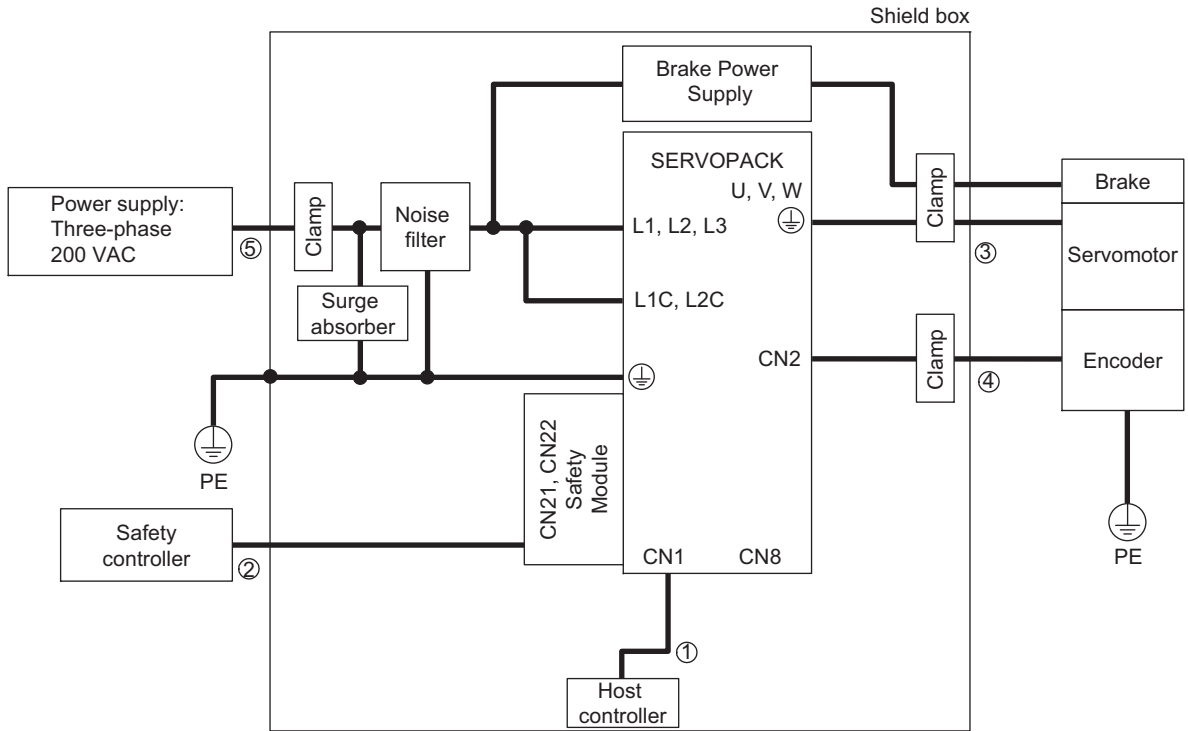 Shield box
Brake Power
Supply
SERVOPACK
U, V, W
L1, L2, L3
L1C, L2C
CN2
CN1
CN8
CN21, CN22
Safety
Module
Power supply:
Three-phase
200 VAC
⑤
Clamp
Noise
filter
Surge
absorber
PE
Safety
controller
②
①
Host
controller
Clamp
③
Clamp
④
Brake
Servomotor
Encoder
PE